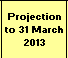 Projection
to 31 March
2013